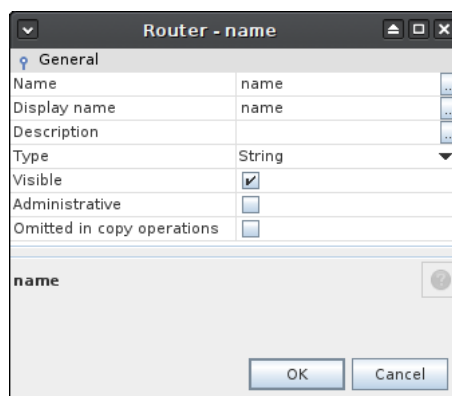 Router - name
General
Name name ...
Display name name ...
Description ...
Type String
Visible
Administrative
Omitted in copy operations
name
?
OK Cancel